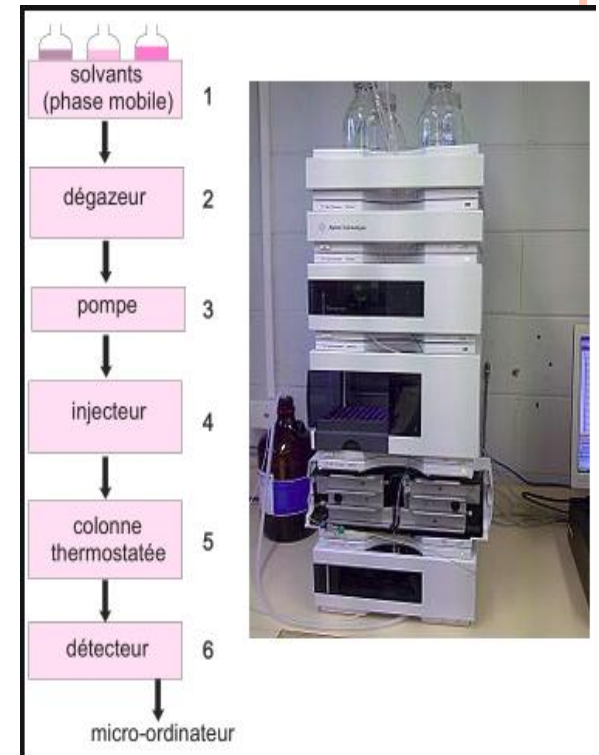 solvants
(phase mobile) 1
dégazeur 2
pompe 3
injecteur 4
colonne
thermostatée 5
détecteur 6
micro-ordinateur